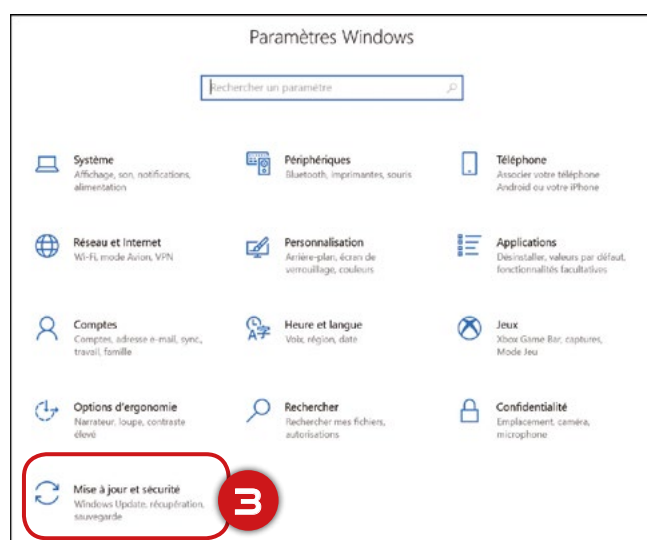 Paramètres Windows
Rechercher un paramètre
Système
Affichage, son, notifications,
alimentation
Périphériques
Bluetooth, imprimantes, souris
Téléphone
Associer votre téléphone
Android ou votre iPhone
Réseau et Internet
Wi-Fi, mode Avion, VPN
Personnalisation
Arrière-plan, écran de
verrouillage, couleurs
Applications
Désinstaller, valeurs par défaut,
fonctionnalités facultatives
Comptes
Comptes, adresse e-mail, sync.,
travail, famille
Heure et langue
Voix, région, date
Jeux
Xbox Game Bar, captures,
Mode Jeu
Options d'ergonomie
Narrateur, loupe, contraste
élevé
Rechercher
Rechercher mes fichiers,
autorisations
Confidentialité
Emplacement, caméra,
microphone
Mise à jour et sécurité
Windows Update, récupération,
sauvegarde
3